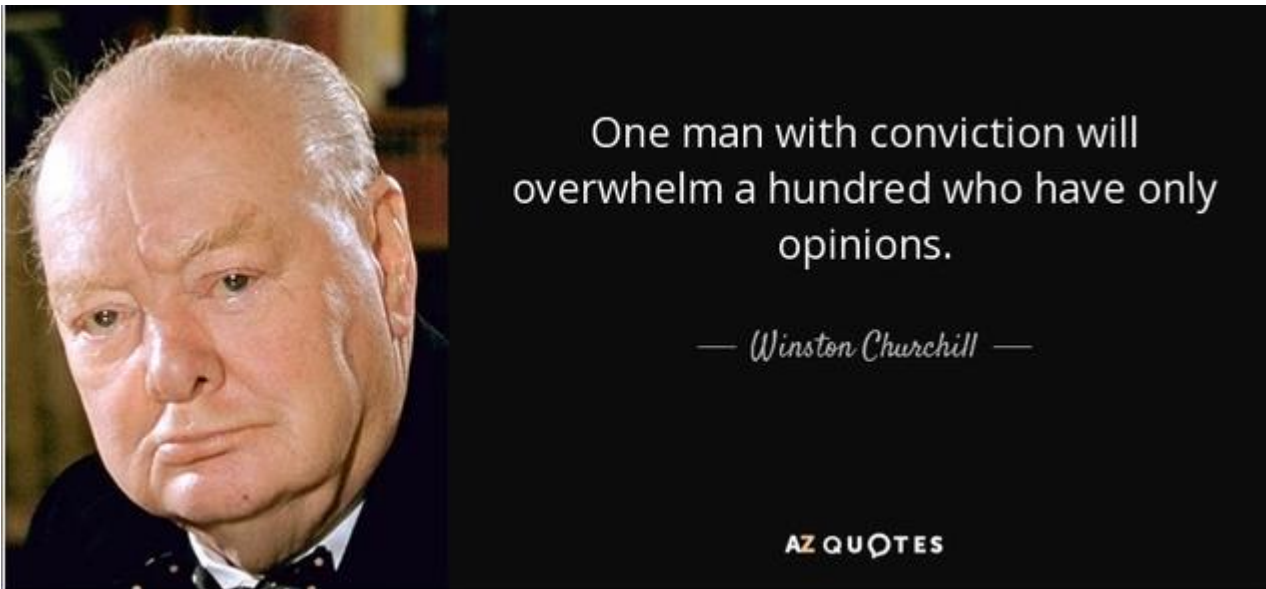 One man with conviction will
overwhelm a hundred who have only
opinions.
— Winston Churchill —
AZ QUOTES